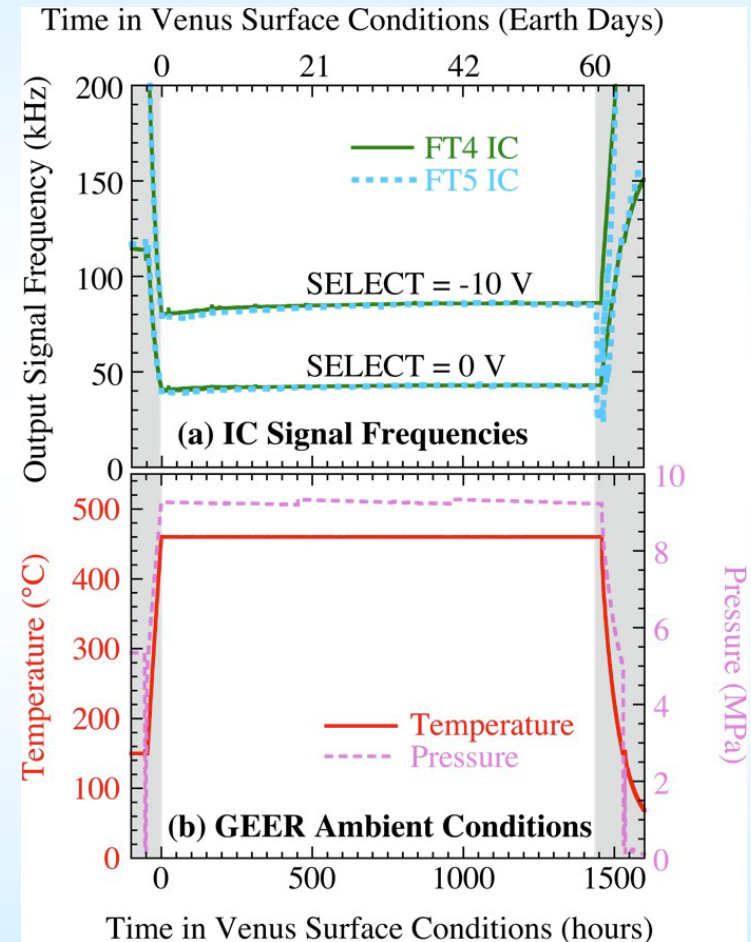 Time in Venus Surface Conditions (Earth Days)
0 21 42 60
Output Signal Frequency (kHz)
200
150
100
50
0
FT4 IC
FT5 IC
SELECT = -10 V
SELECT = 0 V
(a) IC Signal Frequencies
Temperature (°C)
500
400
300
200
100
0
10
8
6
4
2
0
Pressure (MPa)
Temperature
Pressure
(b) GEER Ambient Conditions
0 500 1000 1500
Time in Venus Surface Conditions (hours)